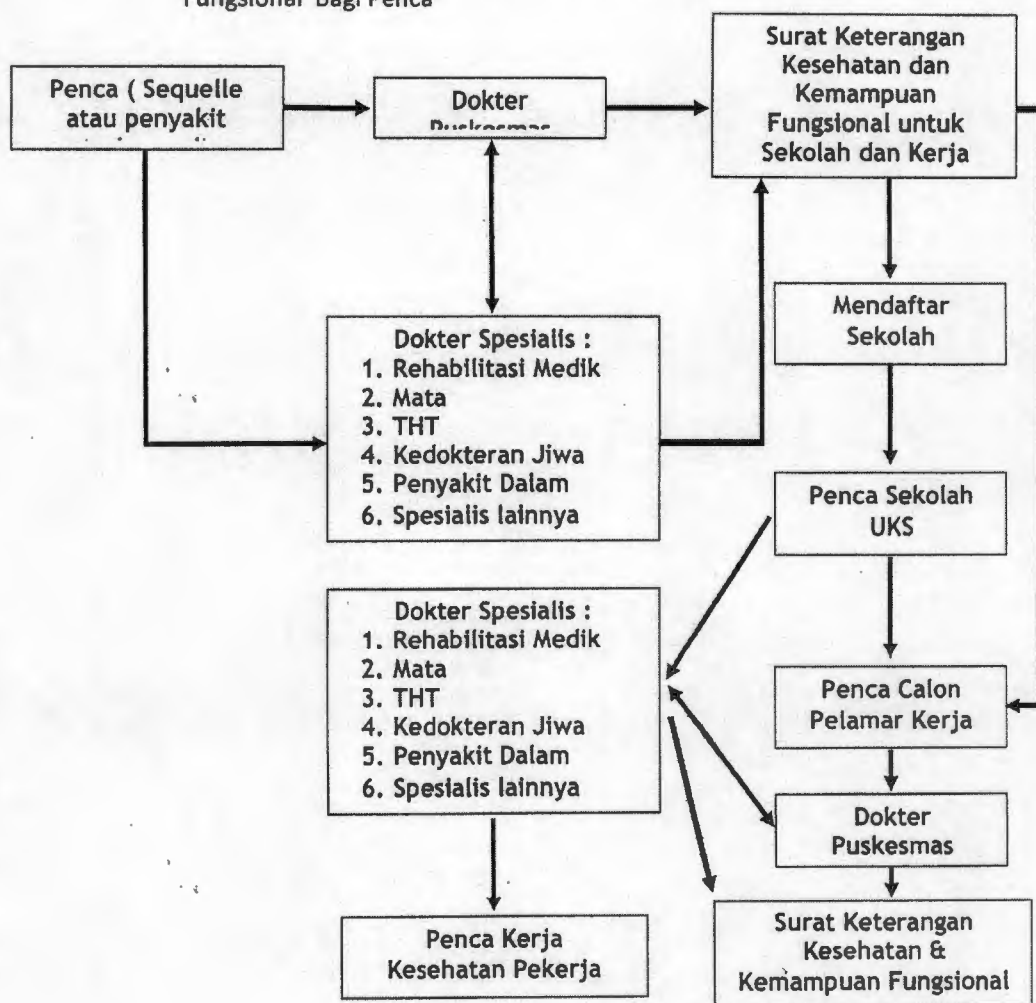 Fungsional Bagi Penca
Penca ( Sequelle
atau penyakit
Dokter
Puskesmas
Surat Keterangan
Kesehatan dan
Kemampuan
Fungsional untuk
Sekolah dan Kerja
Dokter Spesialis :
1. Rehabilitasi Medik
2. Mata
3. THT
4. Kedokteran Jiwa
5. Penyakit Dalam
6. Spesialis lainnya
Mendaftar
Sekolah
Penca Sekolah
UKS
Dokter Spesialis :
1. Rehabilitasi Medik
2. Mata
3. THT
4. Kedokteran Jiwa
5. Penyakit Dalam
6. Spesialis lainnya
Penca Calon
Pelamar Kerja
Dokter
Puskesmas
Penca Kerja
Kesehatan Pekerja
Surat Keterangan
Kesehatan &
Kemampuan Fungsional